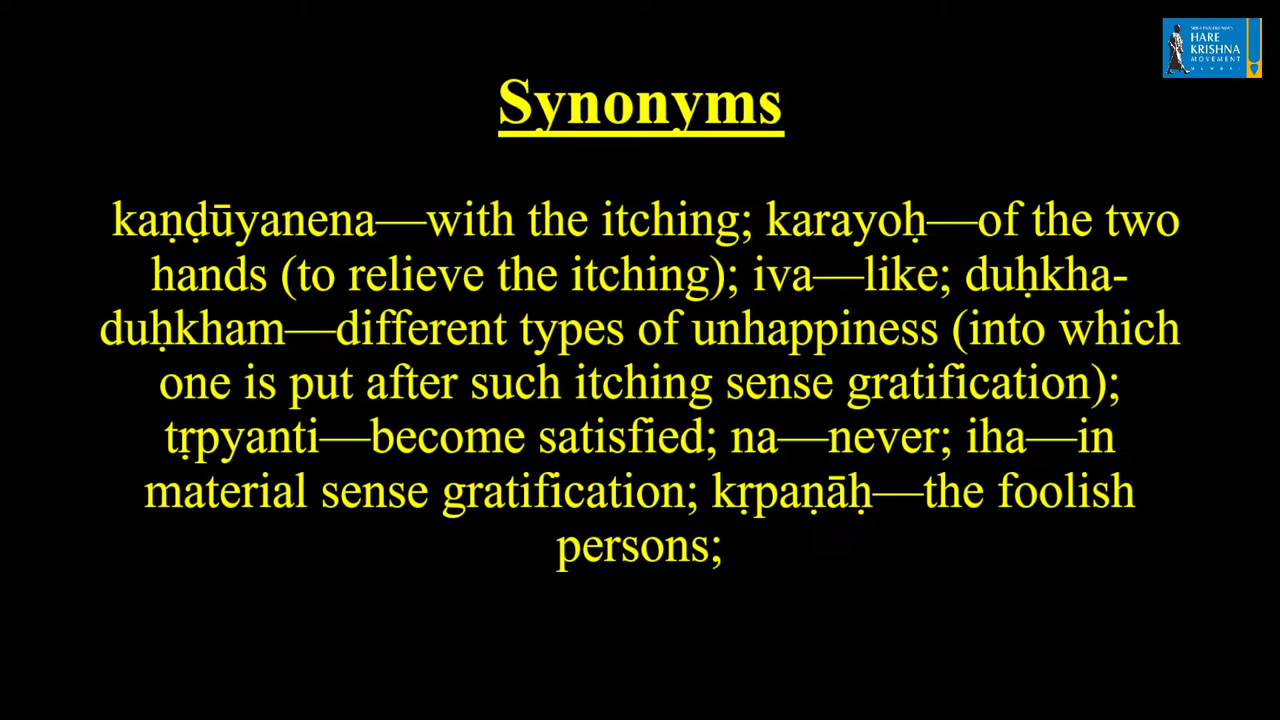 HARE
KRISHNA
MOVEMENT
MUMBAI
Synonyms
kaṇḍūyanena—with the itching; karayoḥ—of the two
hands (to relieve the itching); iva—like; duḥkha-
duḥkham—different types of unhappiness (into which
one is put after such itching sense gratification);
tṛpyanti—become satisfied; na—never; iha—in
material sense gratification; kṛpaṇāḥ—the foolish
persons;